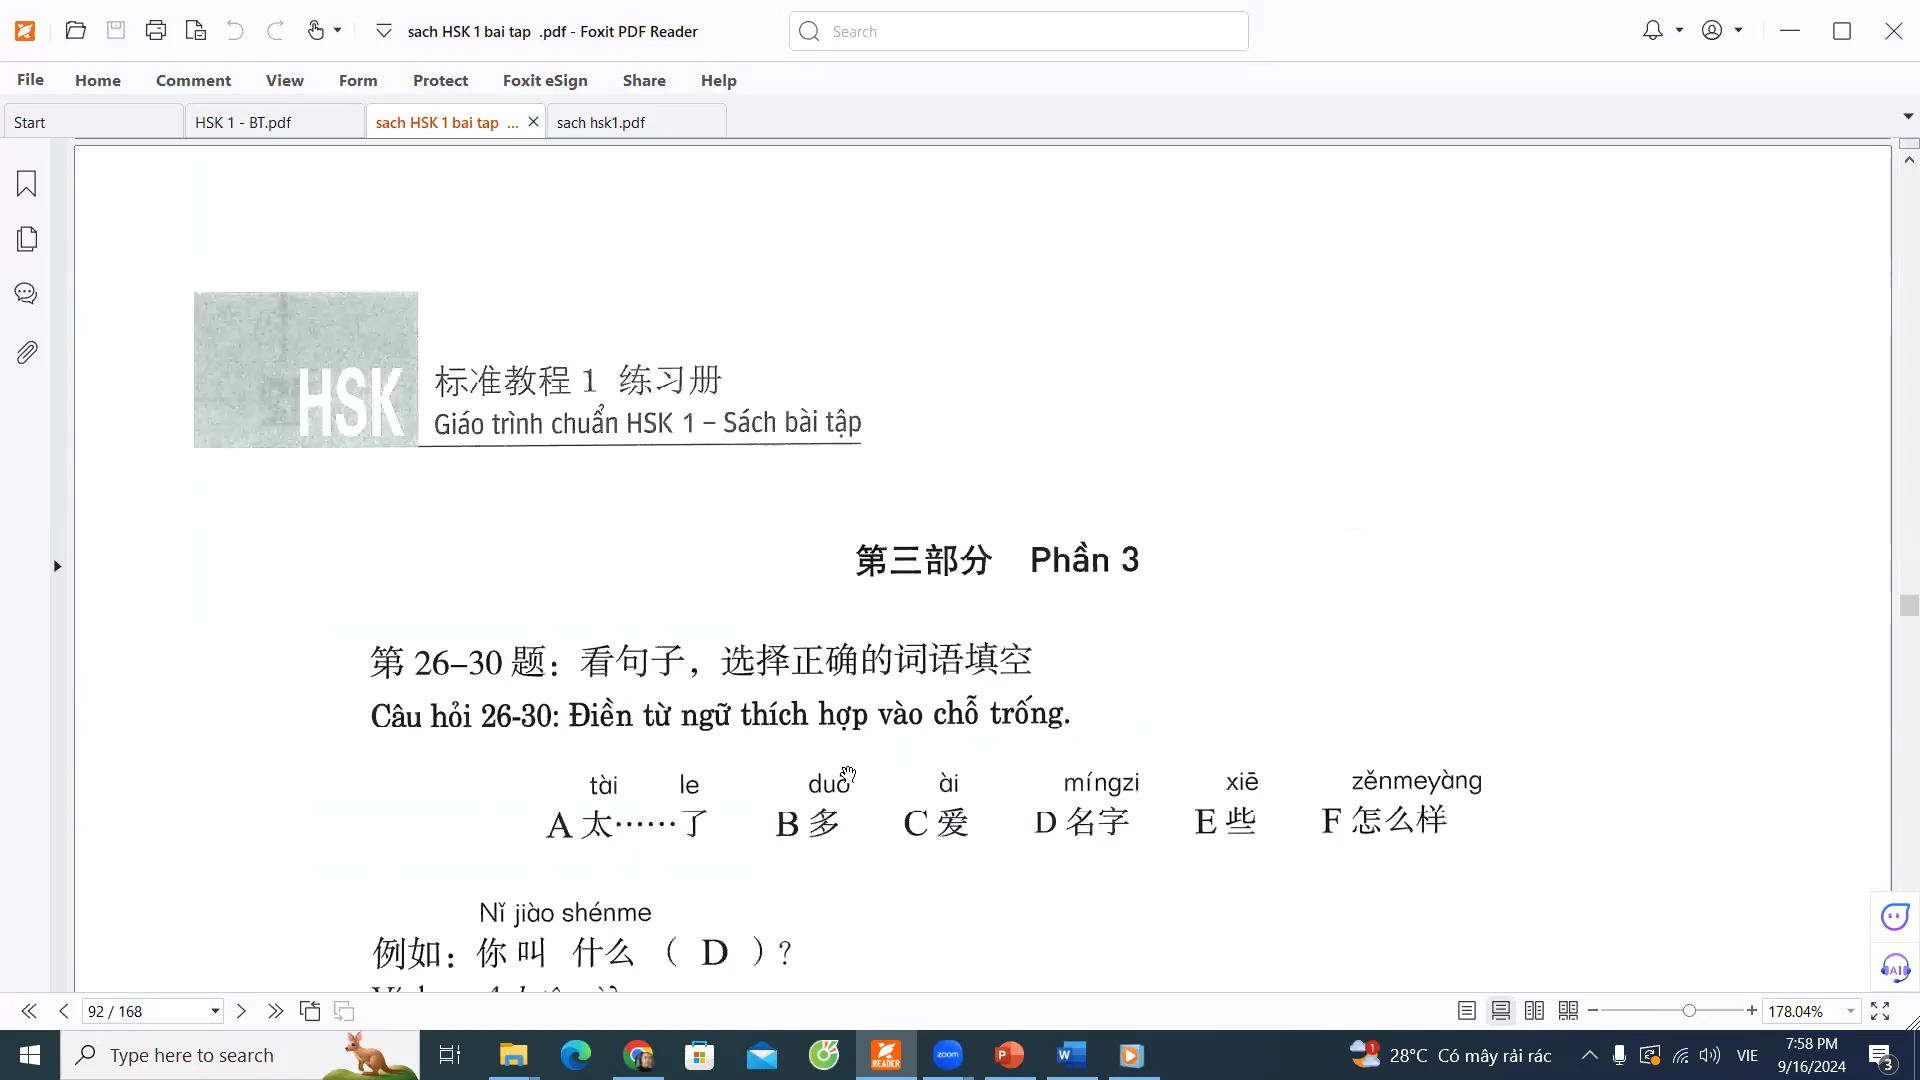 sach HSK 1 bai tap .pdf - Foxit PDF Reader
Search
File Home Comment View Form Protect Foxit eSign Share Help
Start
HSK 1 - BT.pdf
sach HSK 1 bai tap ...
sach hsk1.pdf
HSK
标准教程 1 练习册
Giáo trình chuẩn HSK 1 – Sách bài tập
第三部分 Phần 3
第 26–30 题：看句子，选择正确的词语填空
Câu hỏi 26-30: Điền từ ngữ thích hợp vào chỗ trống.
tài le duō ài míngzi xiē zěnmeyàng
A 太……了 B 多 C 爱 D 名字 E 些 F 怎么样
Nǐ jiào shénme
例如：你 叫 什么 （ D ）?
92 / 168
178.04%
AI
Type here to search
READER
zoom
28°C Có mây rải rác
VIE
7:58 PM
9/16/2024
3
1